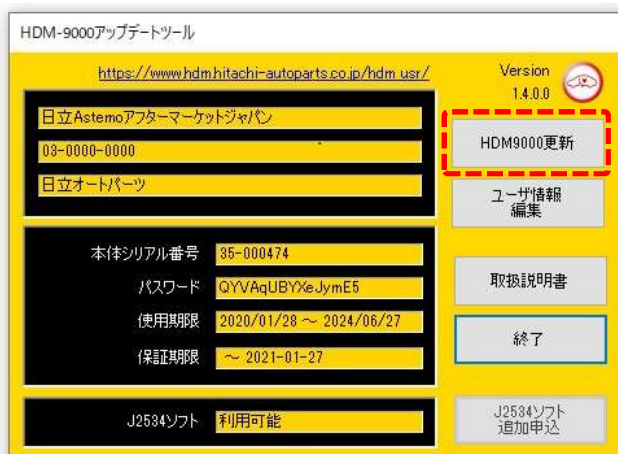 HDM-9000アップデートツール
https://www.hdm.hitachi-autoparts.co.jp/hdm_usr/
Version
1.4.0.0
日立Astemoアフターマーケットジャパン
03-0000-0000
日立オートパーツ
HDM9000更新
ユーザ情報
編集
本体シリアル番号 35-000474
パスワード QYVAqUBYXeJymE5
使用期限 2020/01/28 ～ 2024/06/27
保証期限 ～ 2021-01-27
取扱説明書
終了
J2534ソフト 利用可能
J2534ソフト
追加申込